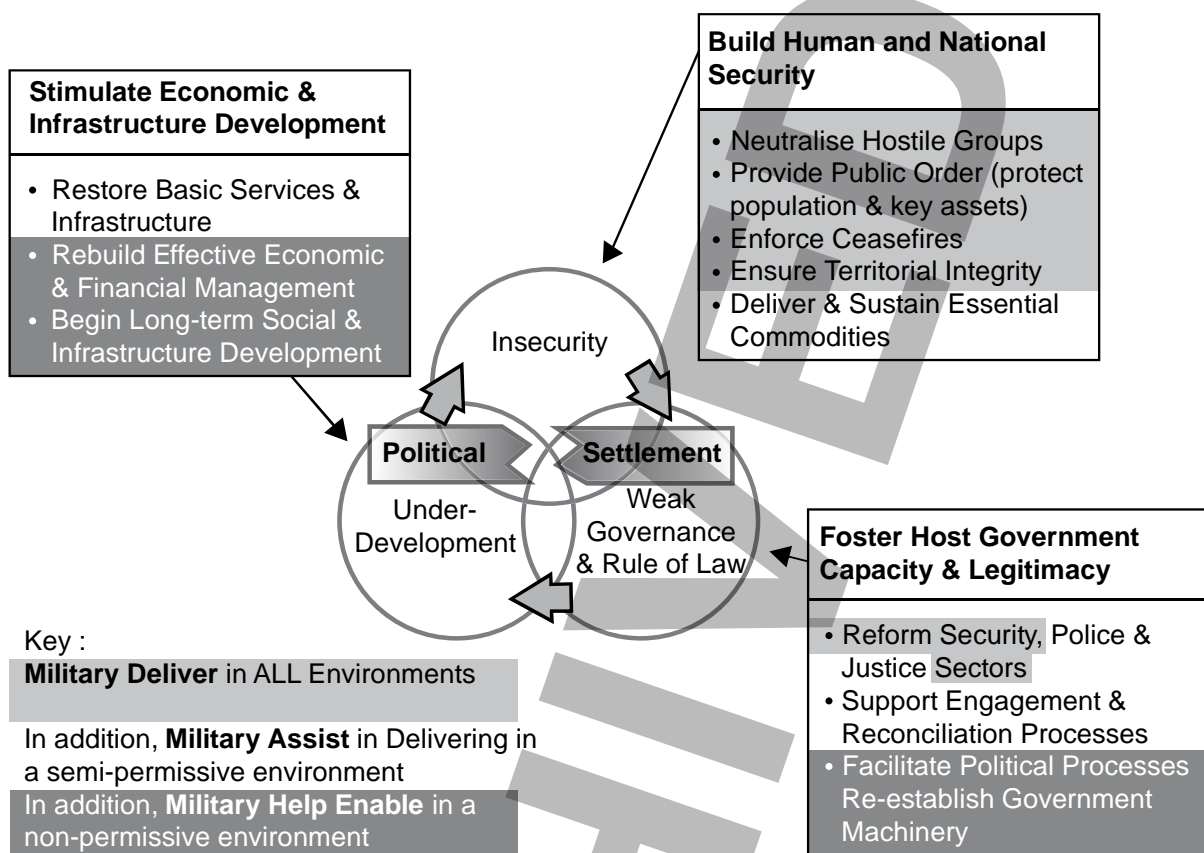 Build Human and National
Security
• Neutralise Hostile Groups
• Provide Public Order (protect
population & key assets)
• Enforce Ceasefires
• Ensure Territorial Integrity
• Deliver & Sustain Essential
Commodities
Stimulate Economic &
Infrastructure Development
• Restore Basic Services &
Infrastructure
• Rebuild Effective Economic
& Financial Management
• Begin Long-term Social &
Infrastructure Development
Insecurity
Political
Settlement
Under-
Development
Weak
Governance
& Rule of Law
Foster Host Government
Capacity & Legitimacy
• Reform Security, Police &
Justice Sectors
• Support Engagement &
Reconciliation Processes
• Facilitate Political Processes
Re-establish Government
Machinery
Key :
Military Deliver in ALL Environments
In addition, Military Assist in Delivering in
a semi-permissive environment
In addition, Military Help Enable in a
non-permissive environment